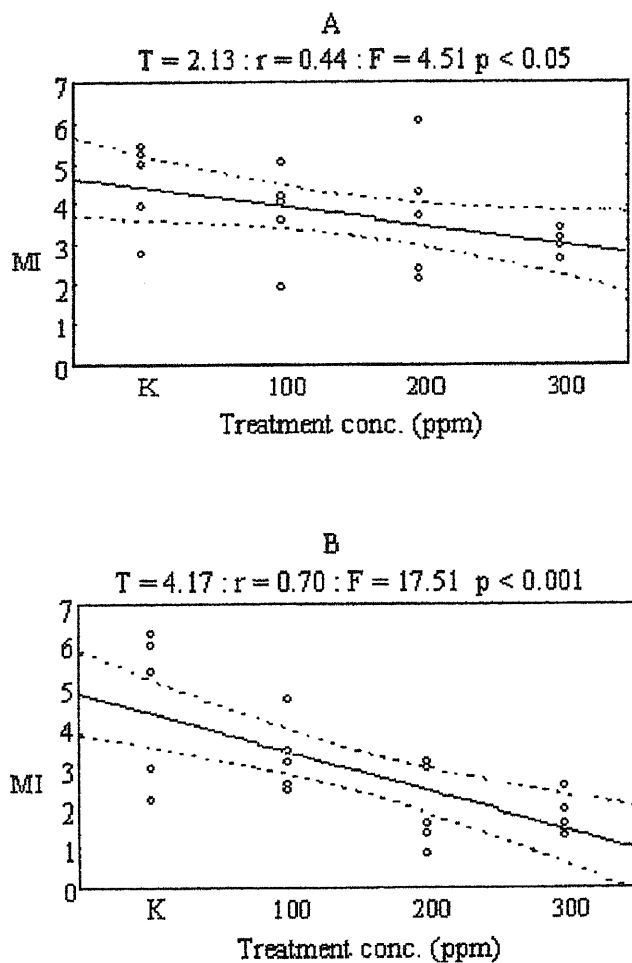 A
T = 2.13 : r = 0.44 : F = 4.51 p < 0.05
7
6
5
4
3
MI
2
1
0
K 100 200 300
Treatment conc. (ppm)
B
T = 4.17 : r = 0.70 : F = 17.51 p < 0.001
7
6
5
4
3
MI
2
1
0
K 100 200 300
Treatment conc. (ppm)